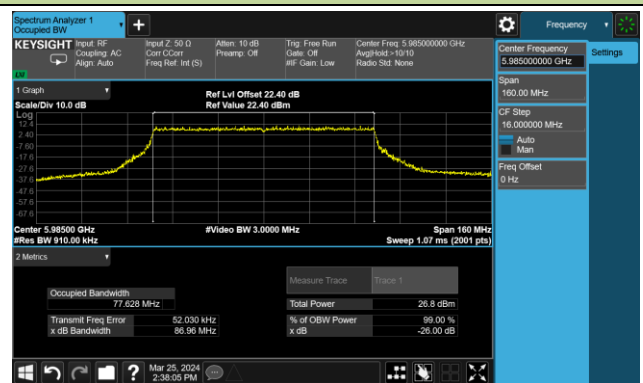 Spectrum Analyzer 1
Occupied BW
Frequency
KEYSIGHT
Input: RF
Coupling: AC
Align: Auto
Input Z: 50 Ω
Corr CCorr
Freq Ref: Int (S)
Atten: 10 dB
Preamp: Off
Trig: Free Run
Gate: Off
#IF Gain: Low
Center Freq: 5.985000000 GHz
Avg|Hold:>10/10
Radio Std: None
Center Frequency
5.985000000 GHz
Settings
Span
160.00 MHz
CF Step
16.000000 MHz
Auto
Man
Freq Offset
0 Hz
1 Graph
Scale/Div 10.0 dB
Ref Lvl Offset 22.40 dB
Ref Value 22.40 dBm
Log
12.4
2.40
-7.60
-17.6
-27.6
-37.6
-47.6
-57.6
-67.6
Center 5.98500 GHz
#Res BW 910.00 kHz
#Video BW 3.0000 MHz
Span 160 MHz
Sweep 1.07 ms (2001 pts)
2 Metrics
Measure Trace
Trace 1
Occupied Bandwidth
77.628 MHz
Total Power
26.8 dBm
Transmit Freq Error
52.030 kHz
% of OBW Power
99.00 %
x dB Bandwidth
86.96 MHz
x dB
-26.00 dB
Mar 25, 2024
2:38:05 PM